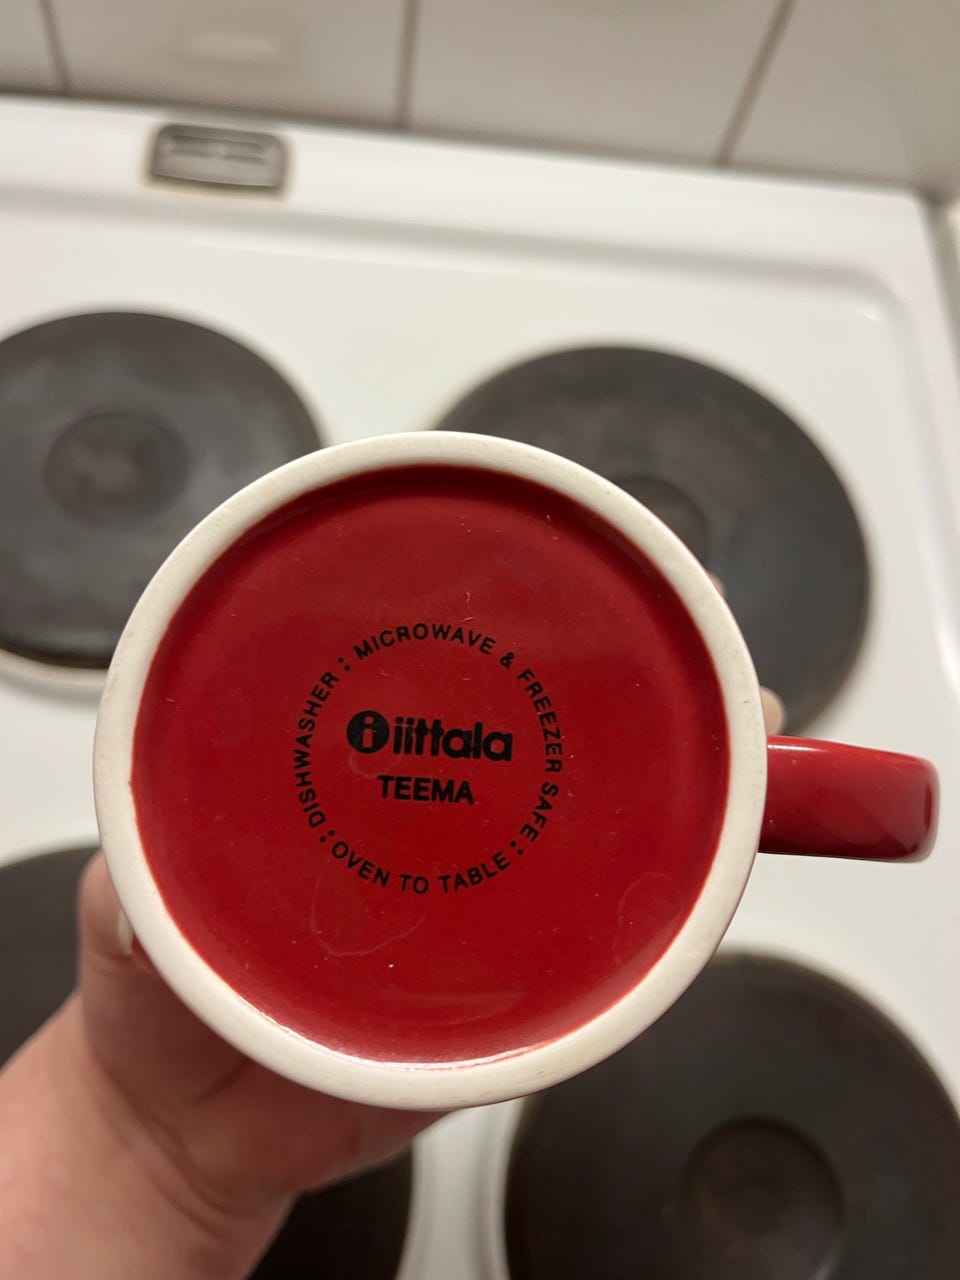 DISHWASHER : MICROWAVE & FREEZER SAFE : OVEN TO TABLE :
i iittala
TEEMA